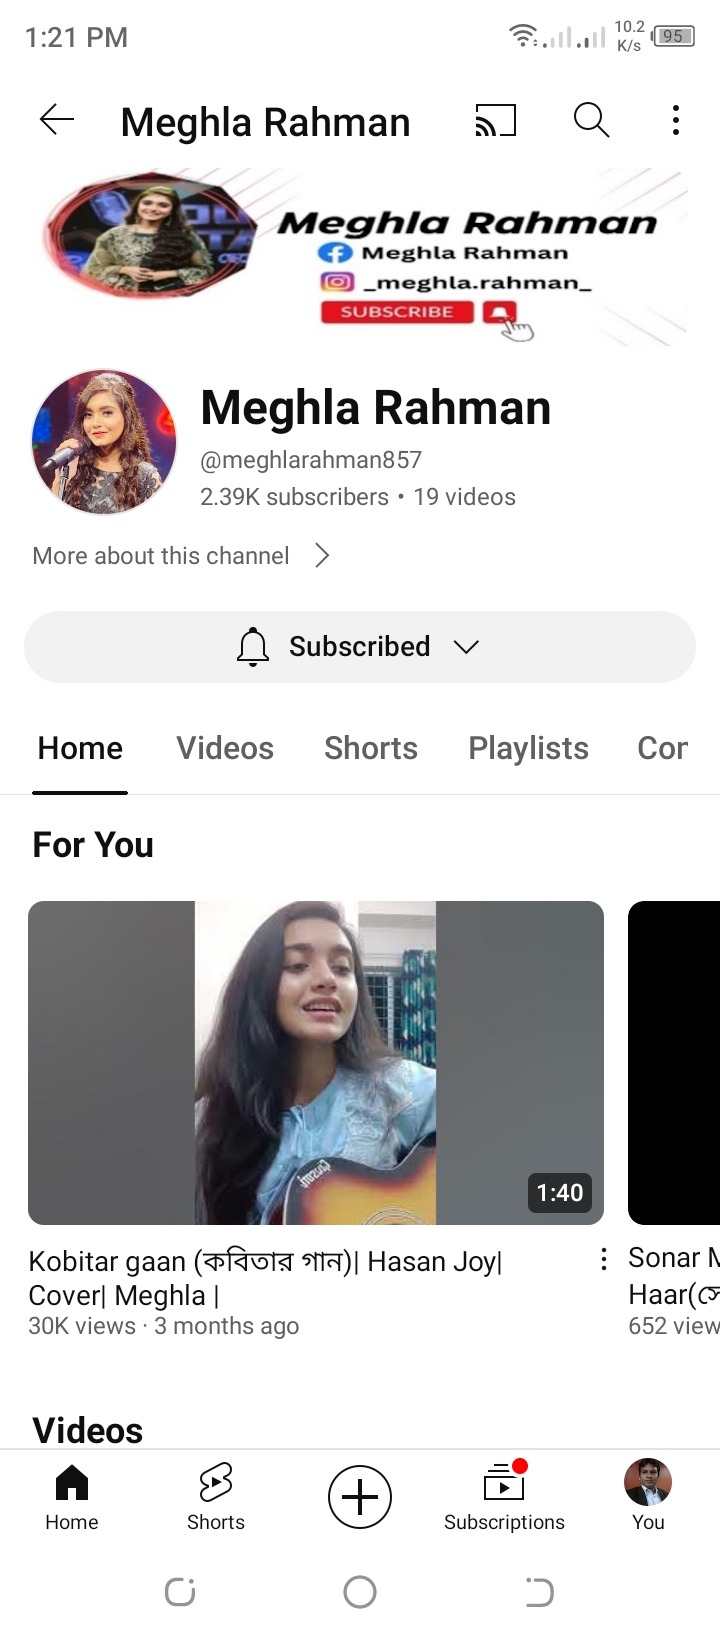 1:21 PM
10.2
K/s
95
Meghla Rahman
Meghla Rahman
Meghla Rahman
_meghla.rahman_
SUBSCRIBE
Meghla Rahman
@meghlarahman857
2.39K subscribers • 19 videos
More about this channel
Subscribed
Home Videos Shorts Playlists Cor
For You
Custom
1:40
Kobitar gaan (কবিতার গান)| Hasan Joy|
Cover| Meghla |
30K views · 3 months ago
Sonar M
Haar(সে
652 view
Videos
Home Shorts Subscriptions You